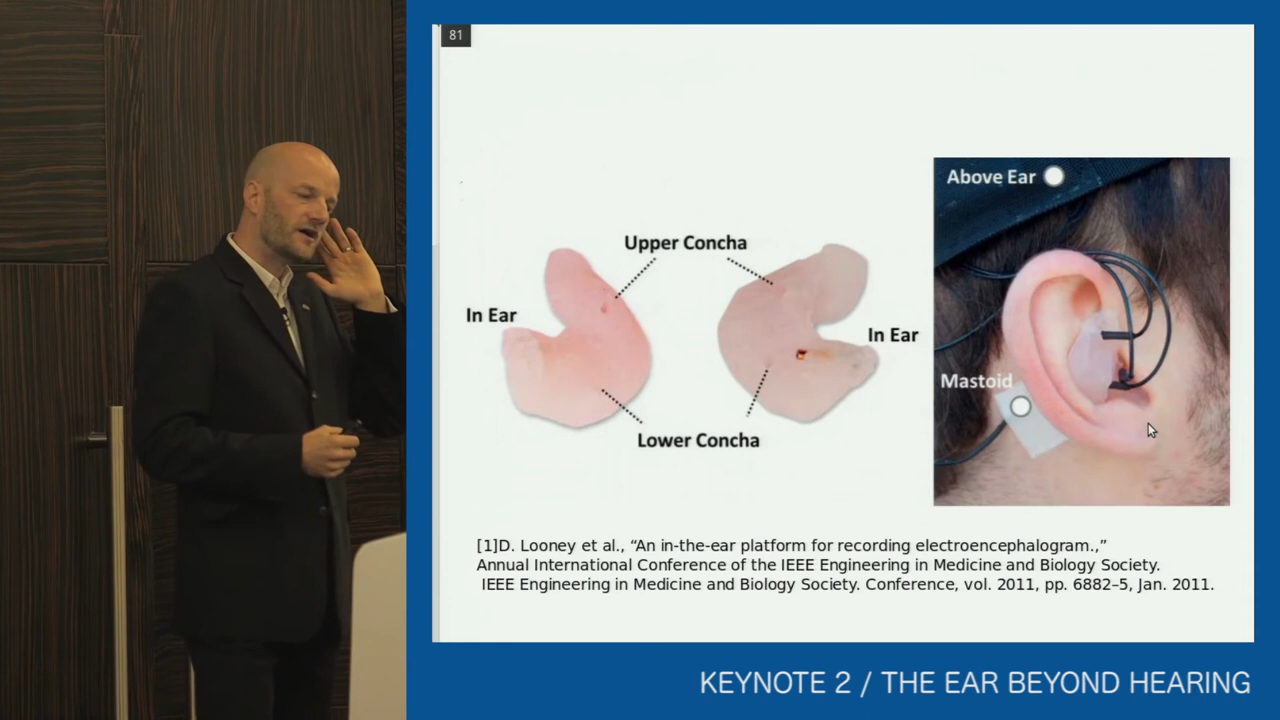 81
Above Ear
Upper Concha
In Ear
In Ear
Mastoid
Lower Concha
[1]D. Looney et al., “An in-the-ear platform for recording electroencephalogram.,”
Annual International Conference of the IEEE Engineering in Medicine and Biology Society.
IEEE Engineering in Medicine and Biology Society. Conference, vol. 2011, pp. 6882–5, Jan. 2011.
KEYNOTE 2 / THE EAR BEYOND HEARING